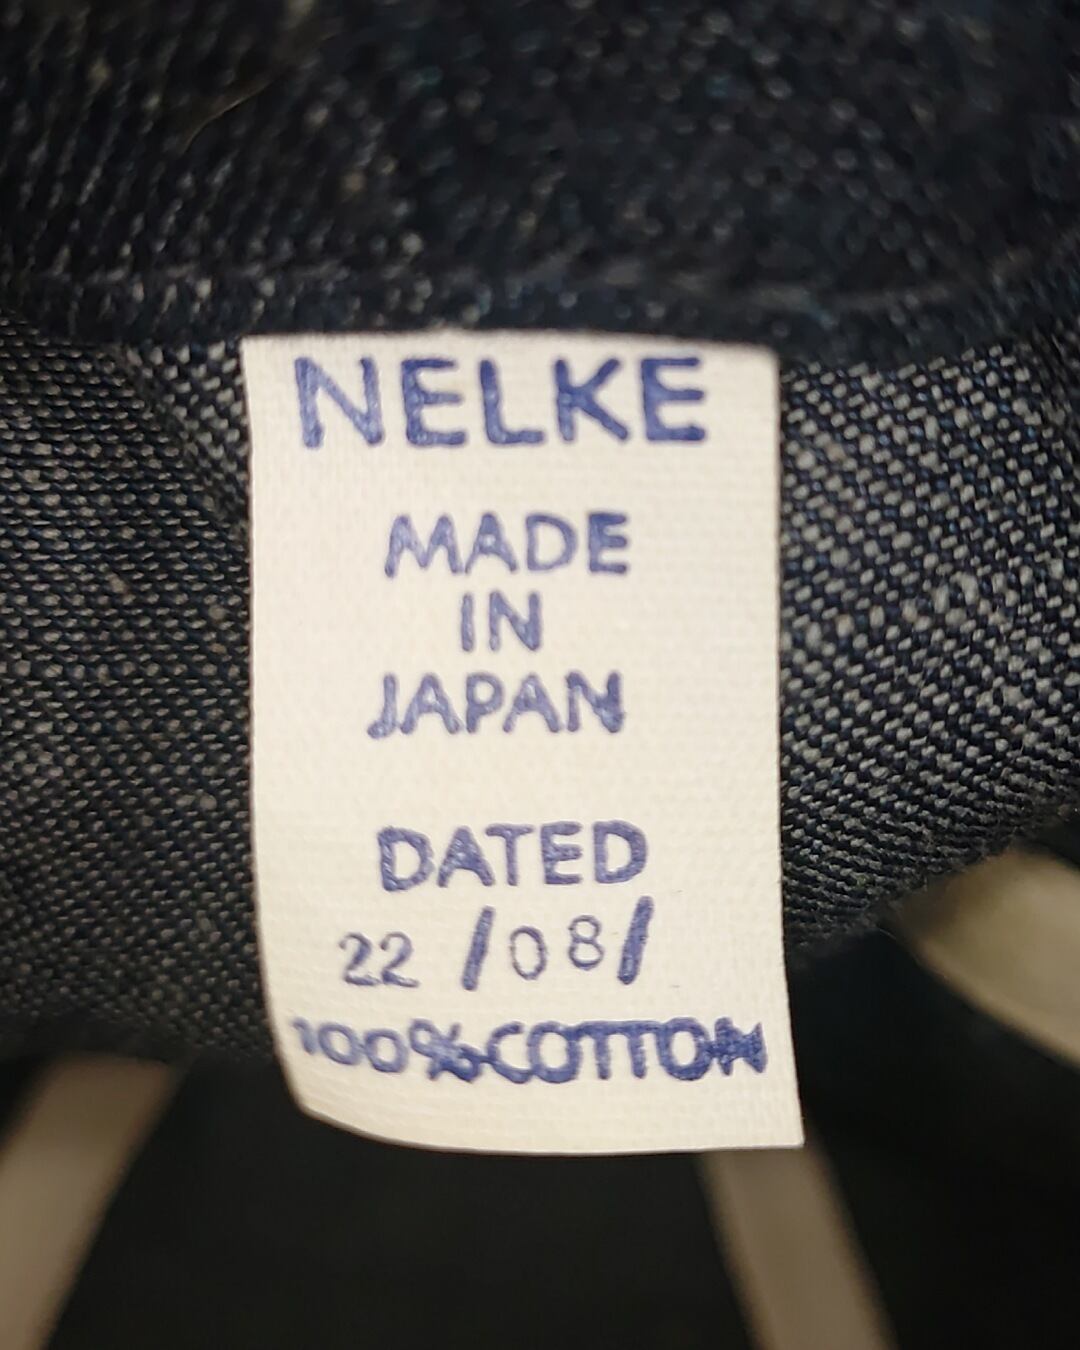 NELKE
MADE
IN
JAPAN
DATED
22 /08/
100% COTTON